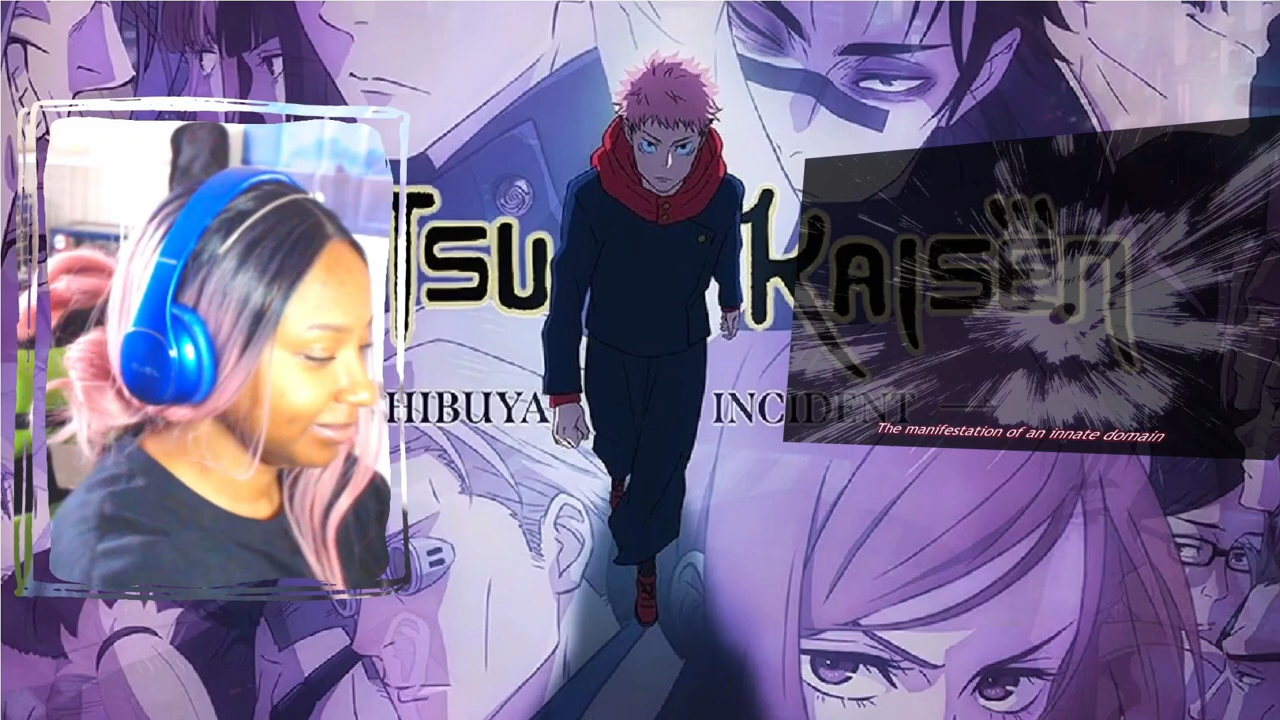 TSU KAISEN
HIBUYA INCIDENT
The manifestation of an innate domain